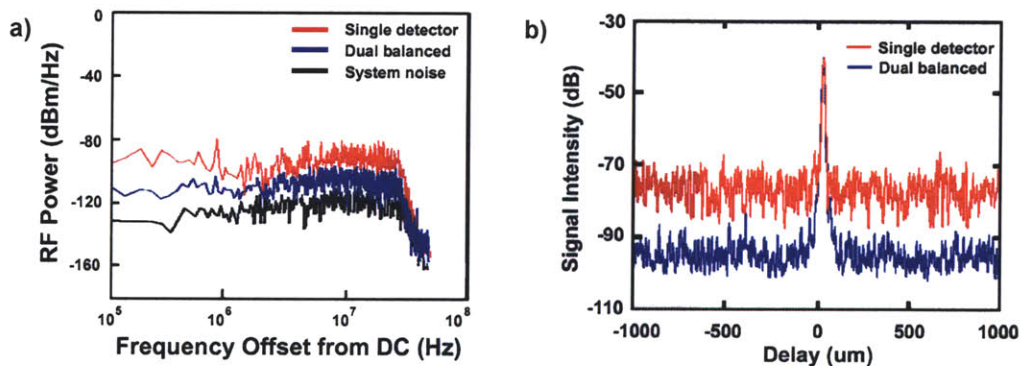 a)
0
-40
-80
-120
-160
RF Power (dBm/Hz)
Single detector
Dual balanced
System noise
10^5
10^6
10^7
10^8
Frequency Offset from DC (Hz)
b)
-30
-50
-70
-90
-110
Signal Intensity (dB)
Single detector
Dual balanced
-1000
-500
0
500
1000
Delay (um)